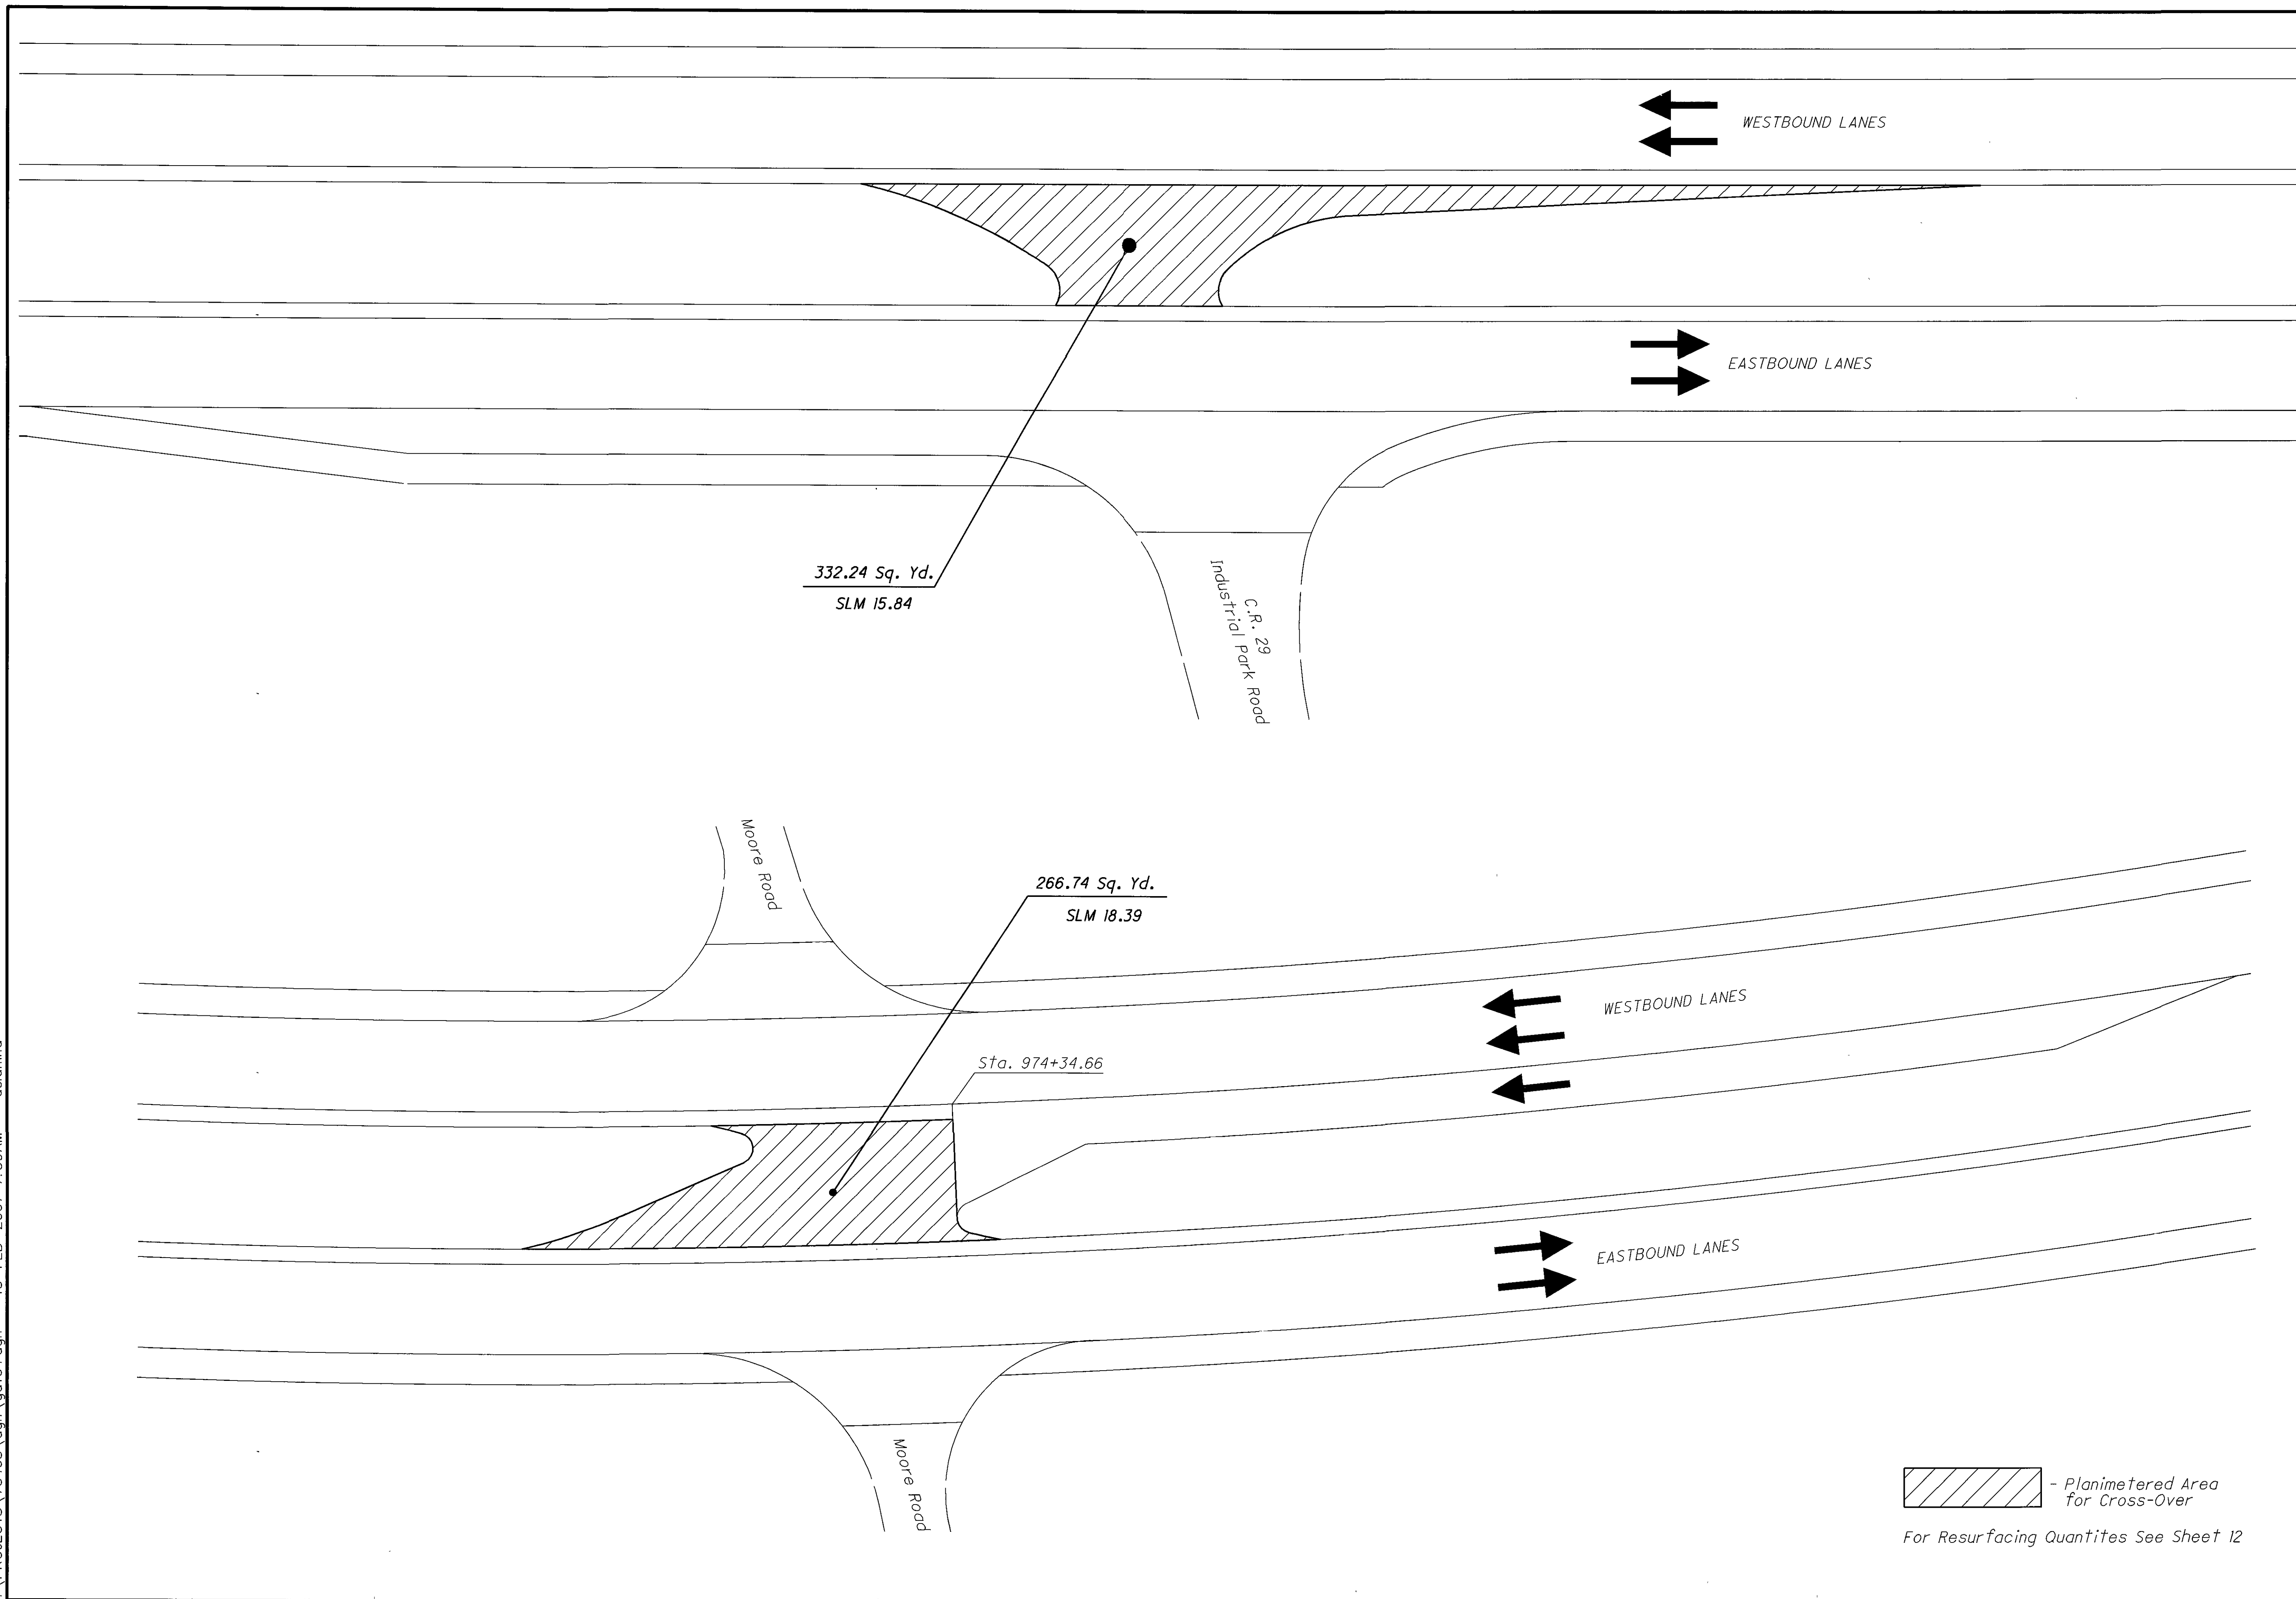 WESTBOUND LANES
EASTBOUND LANES
332.24 Sq. Yd.
SLM 15.84
C.R. 29
Industrial Park Road
Moore Road
266.74 Sq. Yd.
SLM 18.39
WESTBOUND LANES
Sta. 974+34.66
EASTBOUND LANES
Moore Road
- Planimetered Area
for Cross-Over
For Resurfacing Quantites See Sheet 12